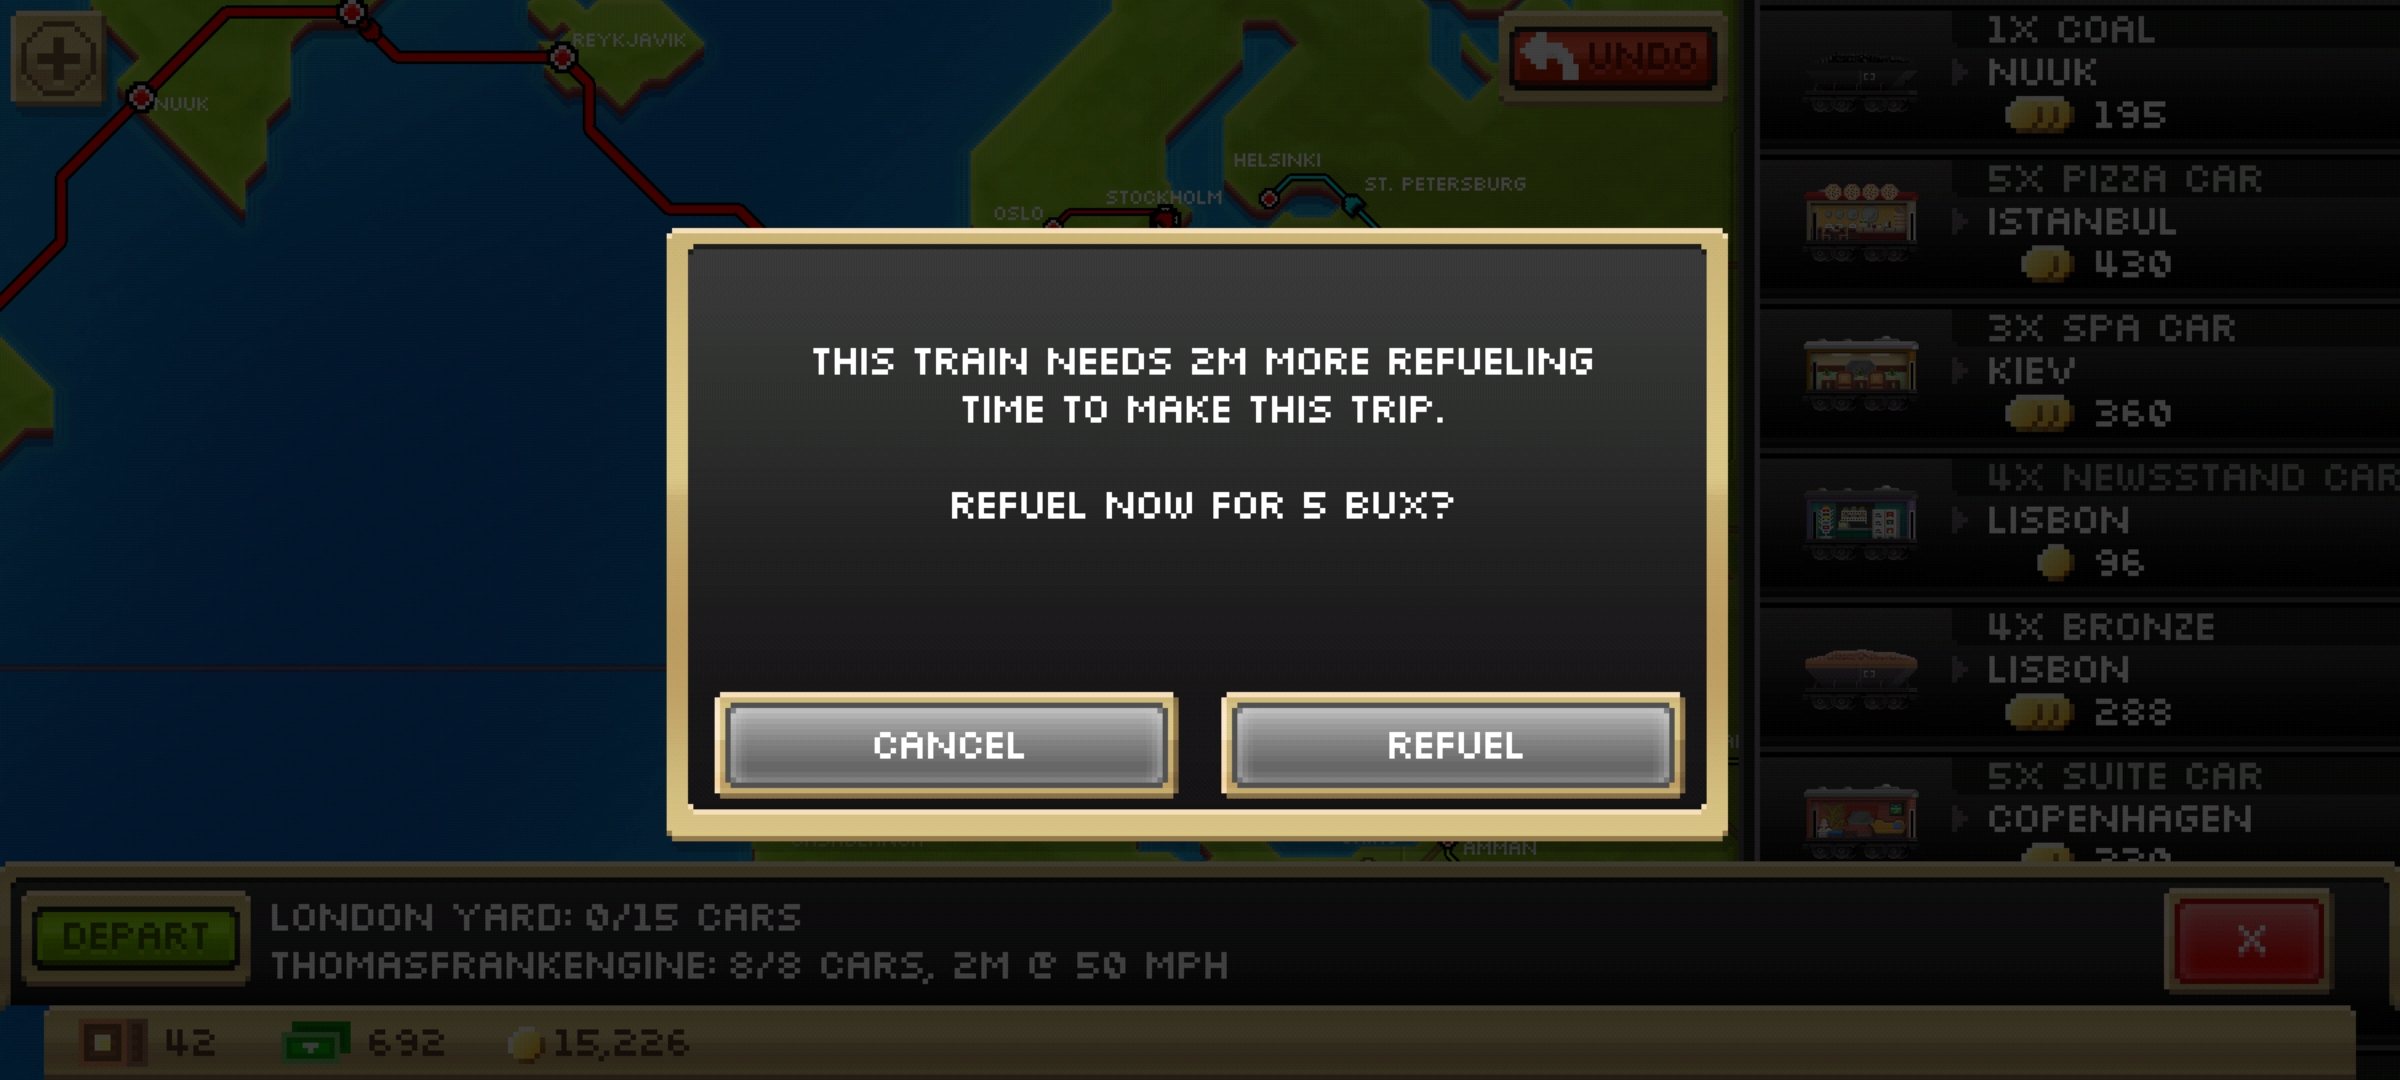 REYKJAVIK
NUUK
UNDO
HELSINKI
ST. PETERSBURG
STOCKHOLM
OSLO
THIS TRAIN NEEDS 2M MORE REFUELING
TIME TO MAKE THIS TRIP.
REFUEL NOW FOR 5 BUX?
CANCEL
REFUEL
CASABLANCA
AMMAN
1X COAL
NUUK
195
5X PIZZA CAR
ISTANBUL
430
3X SPA CAR
KIEV
360
4X NEWSSTAND CAR
LISBON
96
4X BRONZE
LISBON
288
5X SUITE CAR
COPENHAGEN
DEPART
LONDON YARD: 0/15 CARS
THOMASFRANKENGINE: 8/8 CARS, 2M @ 50 MPH
X
42
692
15,226